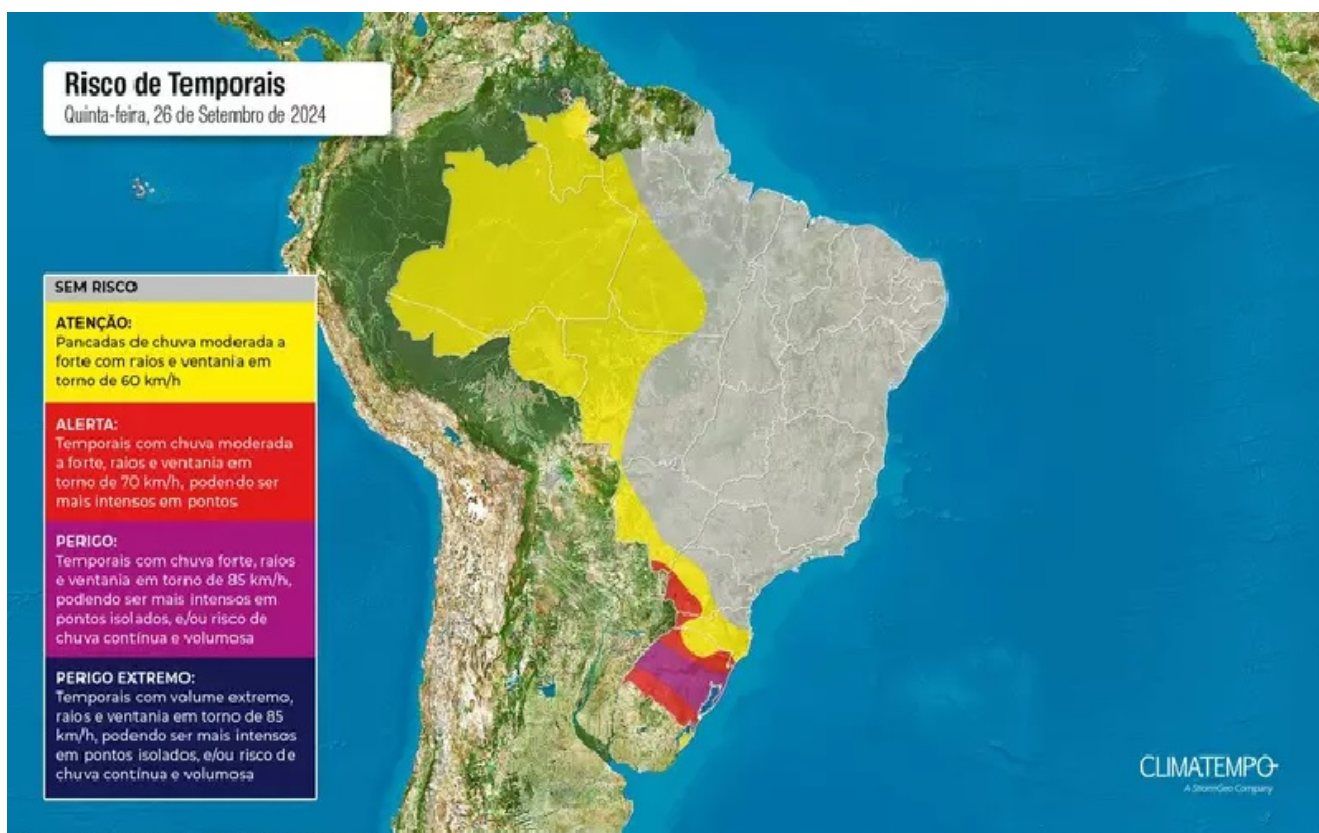 Risco de Temporais
Quinta-feira, 26 de Setembro de 2024
SEM RISCO
ATENÇÃO:
Pancadas de chuva moderada a
forte com raios e ventania em
torno de 60 km/h
ALERTA:
Temporais com chuva moderada
a forte, raios e ventania em
torno de 70 km/h, podendo ser
mais intensos em pontos
PERIGO:
Temporais com chuva forte, raios
e ventania em torno de 85 km/h,
podendo ser mais intensos em
pontos isolados, e/ou risco de
chuva contínua e volumosa
PERIGO EXTREMO:
Temporais com volume extremo,
raios e ventania em torno de 85
km/h, podendo ser mais intensos
em pontos isolados, e/ou risco de
chuva contínua e volumosa
CLIMATEMPO
A StormGeo Company